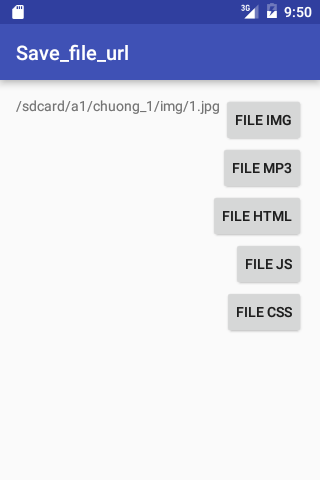 3G 9:50
Save_file_url
/sdcard/a1/chuong_1/img/1.jpg
FILE IMG
FILE MP3
FILE HTML
FILE JS
FILE CSS